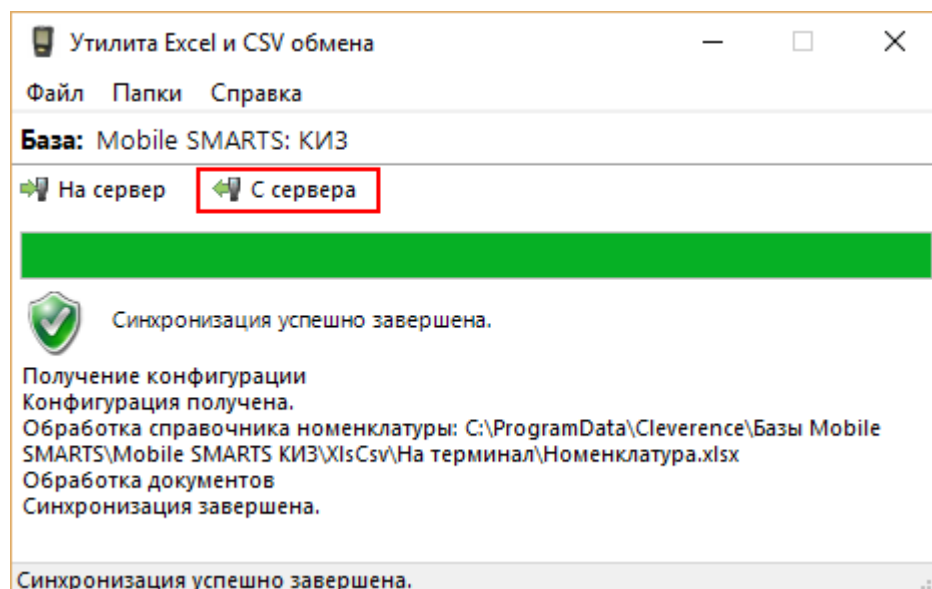 Утилита Excel и CSV обмена
Файл Папки Справка
База: Mobile SMARTS: КИЗ
На сервер С сервера
Синхронизация успешно завершена.
Получение конфигурации
Конфигурация получена.
Обработка справочника номенклатуры: C:\ProgramData\Cleverence\Базы Mobile
SMARTS\Mobile SMARTS КИЗ\XlsCsv\На терминал\Номенклатура.xlsx
Обработка документов
Синхронизация завершена.
Синхронизация успешно завершена.